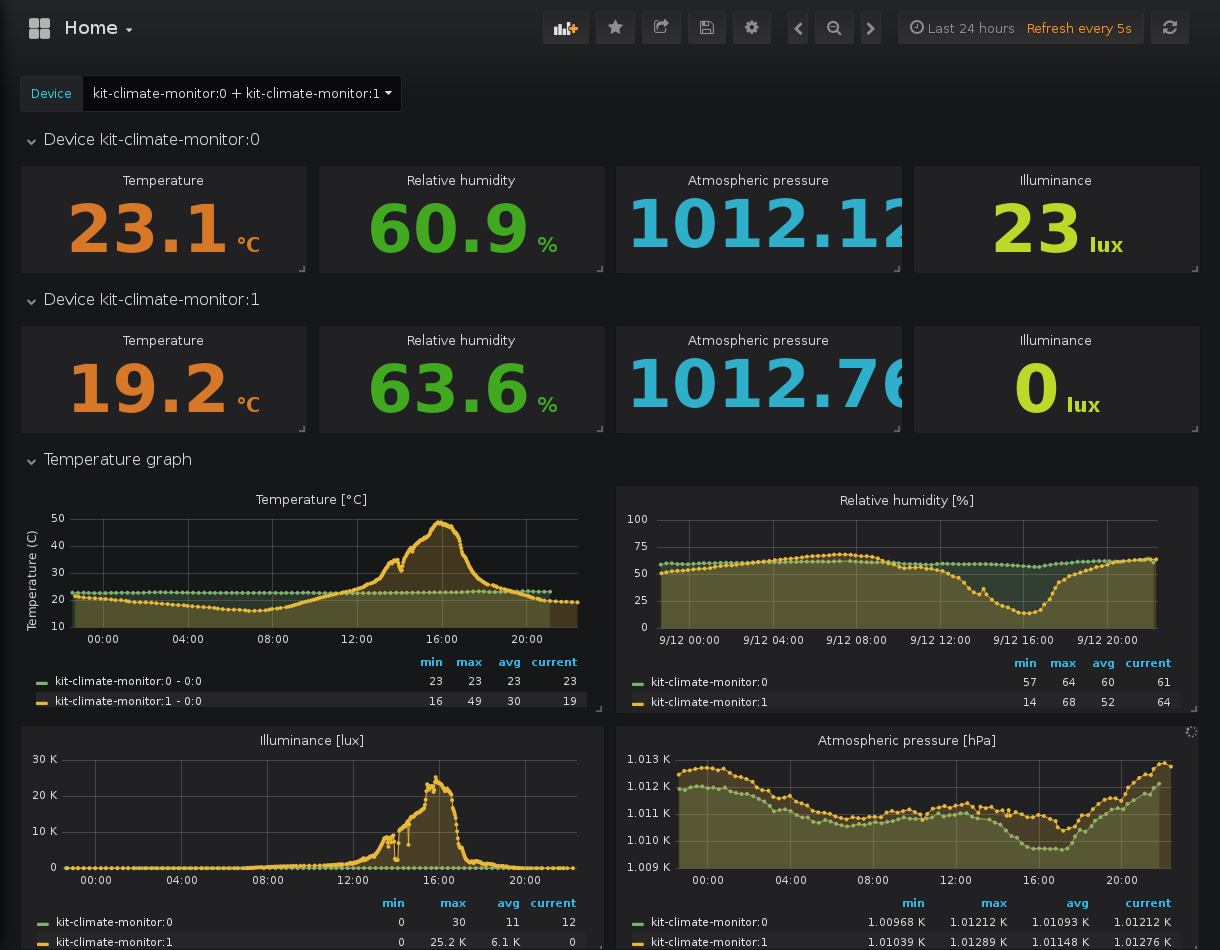 Home
Last 24 hours Refresh every 5s
Device kit-climate-monitor:0 + kit-climate-monitor:1
Device kit-climate-monitor:0
Temperature Relative humidity Atmospheric pressure Illuminance
23.1 °C 60.9 % 1012.12 23 lux
Device kit-climate-monitor:1
Temperature Relative humidity Atmospheric pressure Illuminance
19.2 °C 63.6 % 1012.76 0 lux
Temperature graph
Temperature [°C]
Temperature (C)
50
40
30
20
10
00:00 04:00 08:00 12:00 16:00 20:00
min max avg current
kit-climate-monitor:0 - 0:0 23 23 23 23
kit-climate-monitor:1 - 0:0 16 49 30 19
Relative humidity [%]
100
75
50
25
0
9/12 00:00 9/12 04:00 9/12 08:00 9/12 12:00 9/12 16:00 9/12 20:00
min max avg current
kit-climate-monitor:0 57 64 60 61
kit-climate-monitor:1 14 68 52 64
Illuminance [lux]
30 K
20 K
10 K
0
00:00 04:00 08:00 12:00 16:00 20:00
min max avg current
kit-climate-monitor:0 0 30 11 12
kit-climate-monitor:1 0 25.2 K 6.1 K 0
Atmospheric pressure [hPa]
1.013 K
1.012 K
1.011 K
1.010 K
1.009 K
00:00 04:00 08:00 12:00 16:00 20:00
min max avg current
kit-climate-monitor:0 1.00968 K 1.01212 K 1.01093 K 1.01212 K
kit-climate-monitor:1 1.01039 K 1.01289 K 1.01148 K 1.01276 K